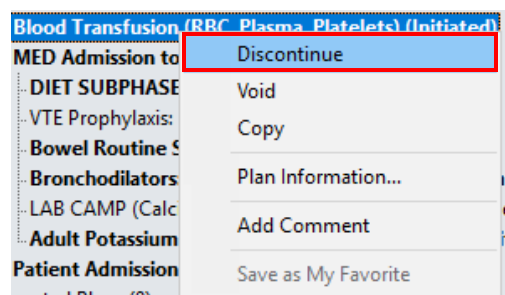 Blood Transfusion (RBC, Plasma, Platelets) (Initiated)
MED Admission to
Discontinue
DIET SUBPHASE
Void
VTE Prophylaxis:
Copy
Bowel Routine S
Bronchodilators
Plan Information...
LAB CAMP (Calc
Add Comment
Adult Potassium
Patient Admission
Save as My Favorite